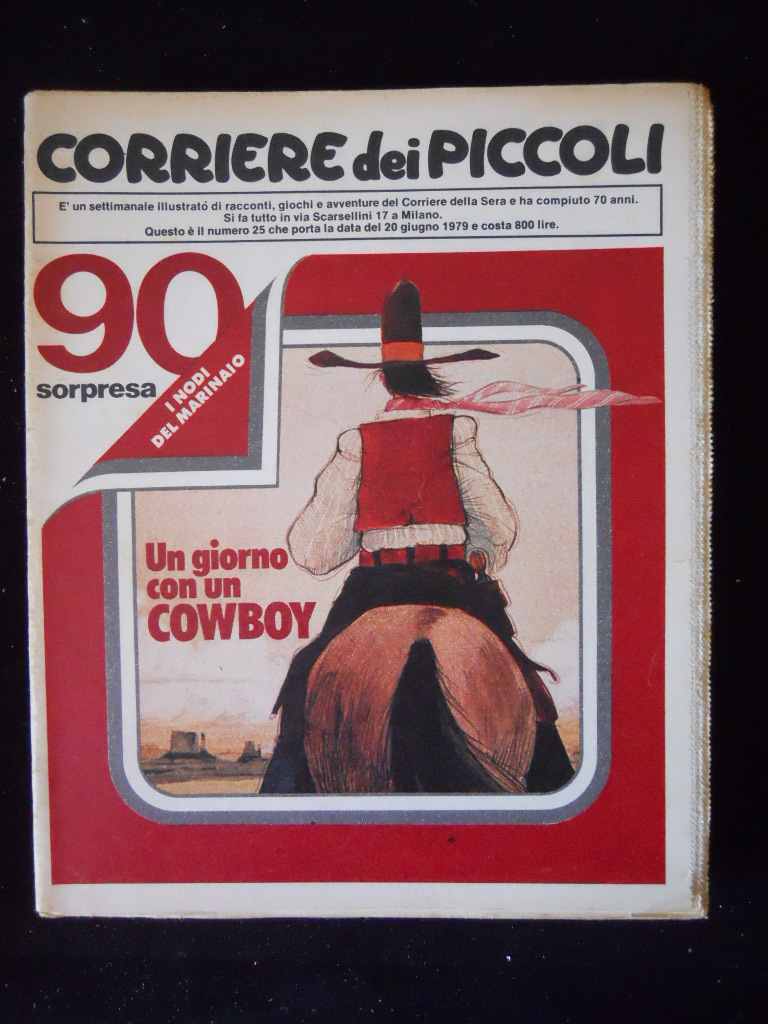 CORRIERE dei PICCOLI
E' un settimanale illustrato di racconti, giochi e avventure del Corriere della Sera e ha compiuto 70 anni.
Si fa tutto in via Scarsellini 17 a Milano.
Questo è il numero 25 che porta la data del 20 giugno 1979 e costa 800 lire.
90
sorpresa
I NODI
DEL MARINAIO
Un giorno
con un
COWBOY